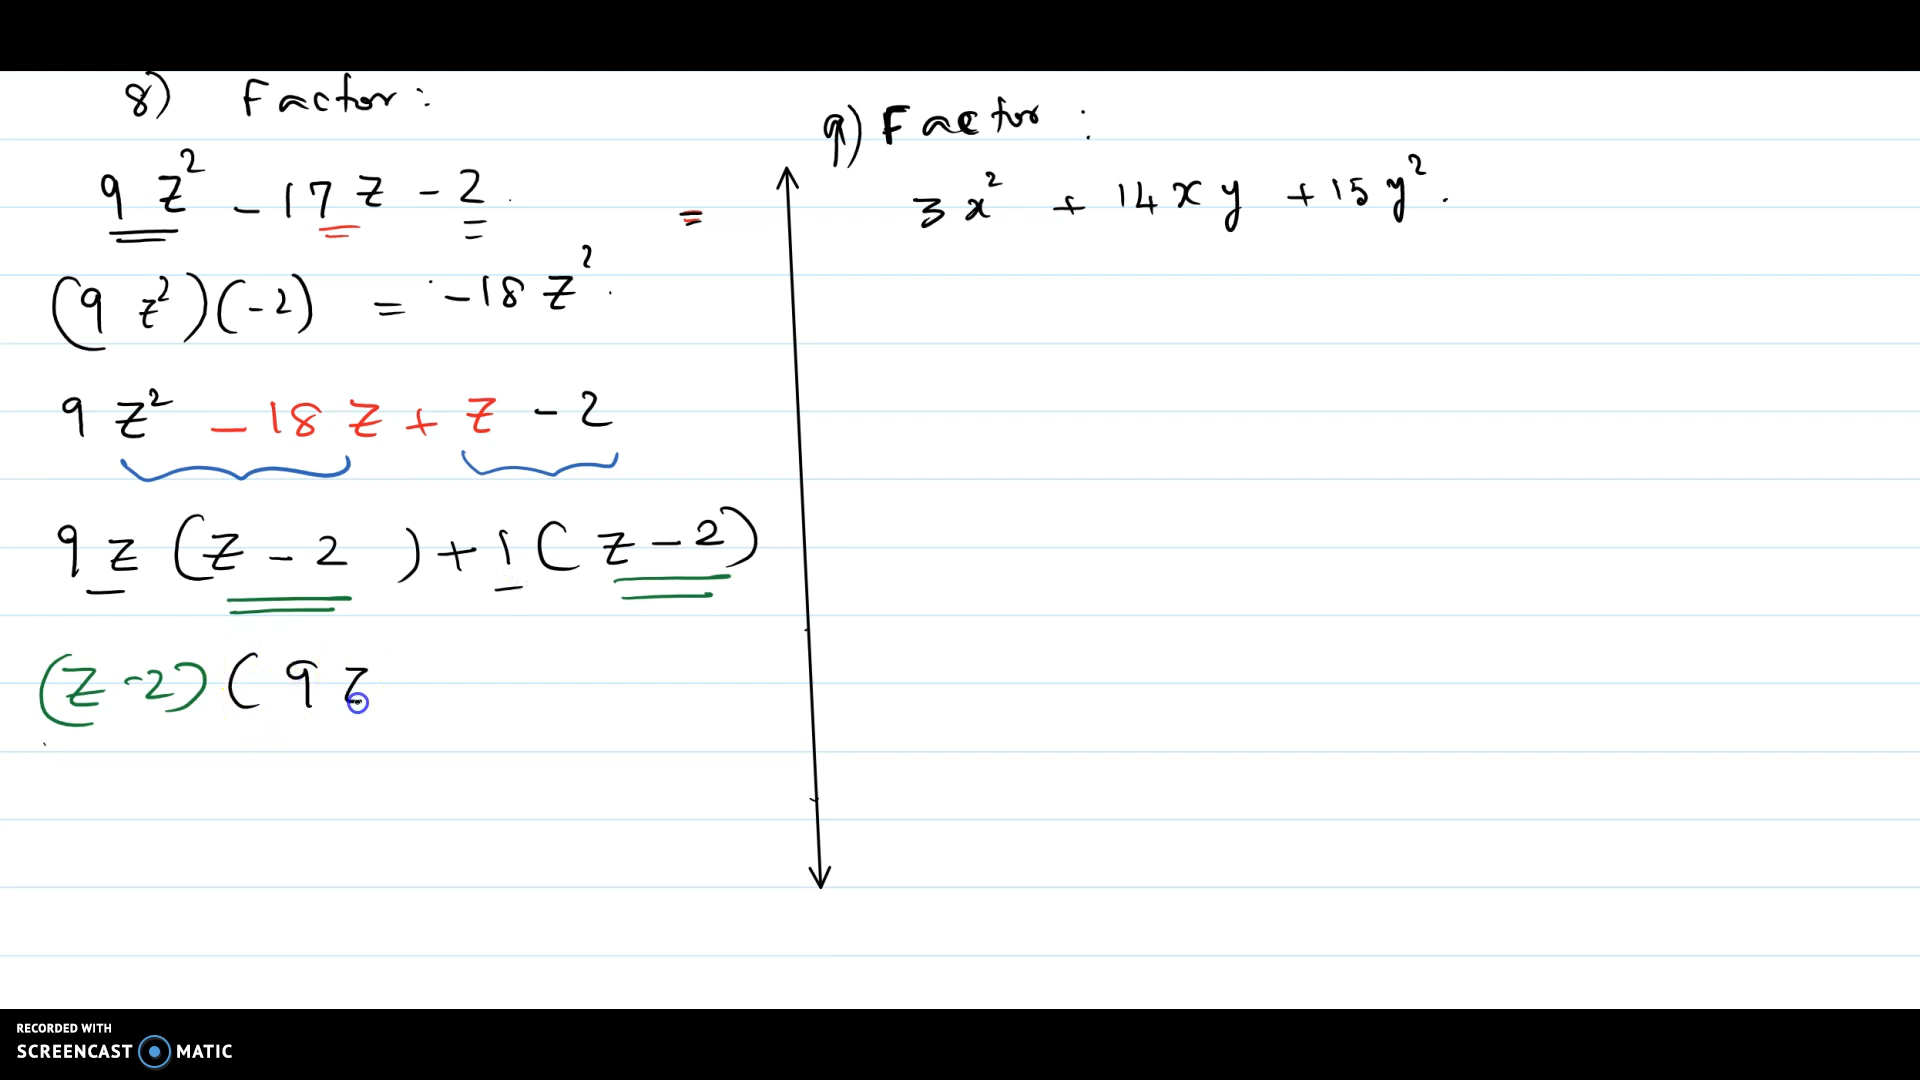 8) Factor:
9z² - 17z - 2 =
(9z²)(-2) = -18z²
9z² - 18z + z - 2
9z(z - 2) + 1(z - 2)
(z - 2)(9z
9) Factor:
3x² + 14xy + 15y².
RECORDED WITH
SCREENCAST MATIC